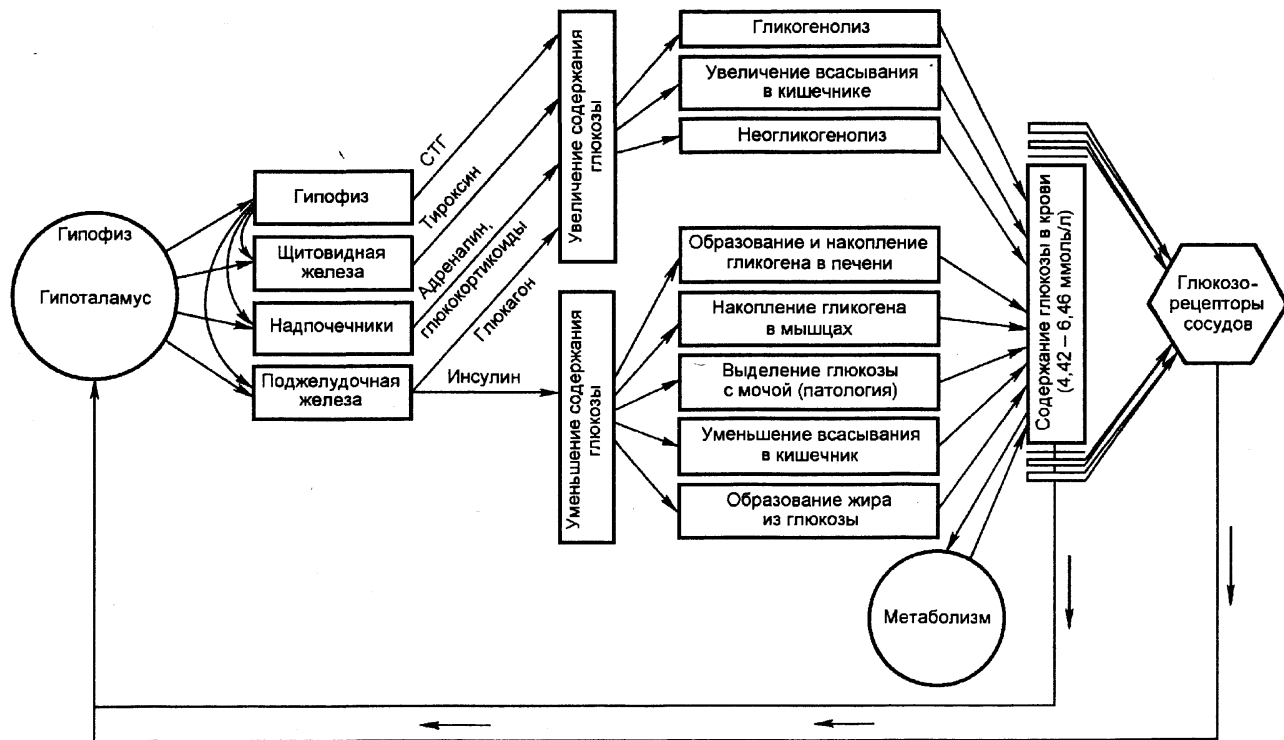 Гипофиз
Гипоталамус
Гипофиз
Щитовидная
железа
Надпочечники
Поджелудочная
железа
СТГ
Тироксин
Адреналин,
глюкокортикоиды
Глюкагон
Инсулин
Увеличение содержания
глюкозы
Уменьшение содержания
глюкозы
Гликогенолиз
Увеличение всасывания
в кишечнике
Неогликогенолиз
Образование и накопление
гликогена в печени
Накопление гликогена
в мышцах
Выделение глюкозы
с мочой (патология)
Уменьшение всасывания
в кишечник
Образование жира
из глюкозы
Метаболизм
Содержание глюкозы в крови
(4,42 – 6,46 ммоль/л)
Глюкозо-
рецепторы
сосудов